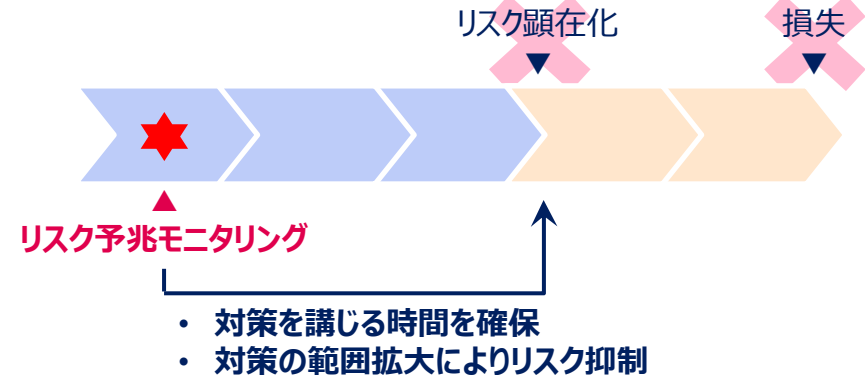 リスク顕在化
損失
リスク予兆モニタリング
• 対策を講じる時間を確保
• 対策の範囲拡大によりリスク抑制